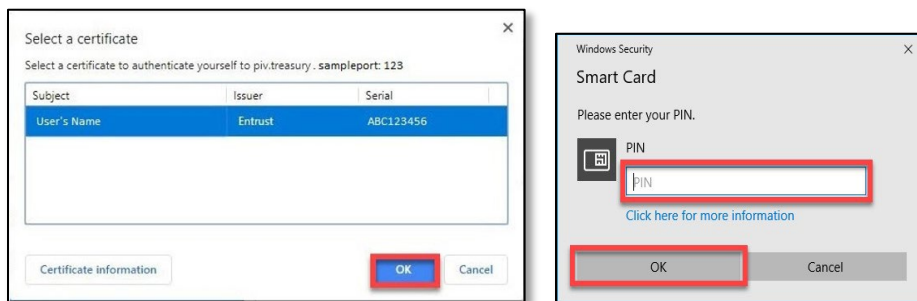 Select a certificate
Select a certificate to authenticate yourself to piv.treasury . sampleport: 123
Subject Issuer Serial
User's Name Entrust ABC123456
Certificate information OK Cancel
Windows Security
Smart Card
Please enter your PIN.
PIN
PIN
Click here for more information
OK Cancel